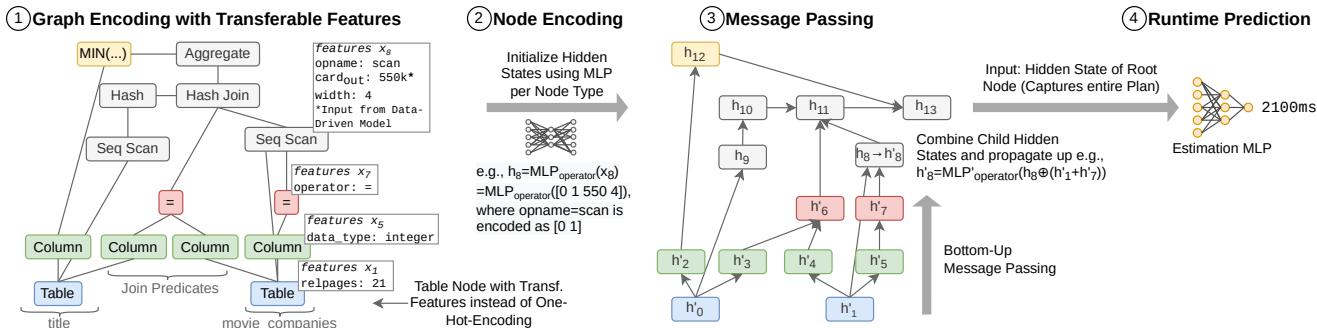 1 Graph Encoding with Transferable Features
MIN(...)
Aggregate
Hash
Hash Join
Seq Scan
Seq Scan
=
=
Column
Column
Column
Column
Table
Table
Join Predicates
title
movie_companies
features x8
opname: scan
cardout: 550k*
width: 4
*Input from Data-
Driven Model
features x7
operator: =
features x5
data_type: integer
features x1
relpages: 21
Table Node with Transf.
Features instead of One-
Hot-Encoding
2 Node Encoding
Initialize Hidden
States using MLP
per Node Type
e.g., h8=MLPoperator(x8)
=MLPoperator([0 1 550 4]),
where opname=scan is
encoded as [0 1]
3 Message Passing
h12
h10
h11
h13
h9
h8→h'8
h'6
h'7
h'2
h'3
h'4
h'5
h'0
h'1
Combine Child Hidden
States and propagate up e.g.,
h'8=MLP'operator(h8⊕(h'1+h'7))
Bottom-Up
Message Passing
4 Runtime Prediction
Input: Hidden State of Root
Node (Captures entire Plan)
2100ms
Estimation MLP